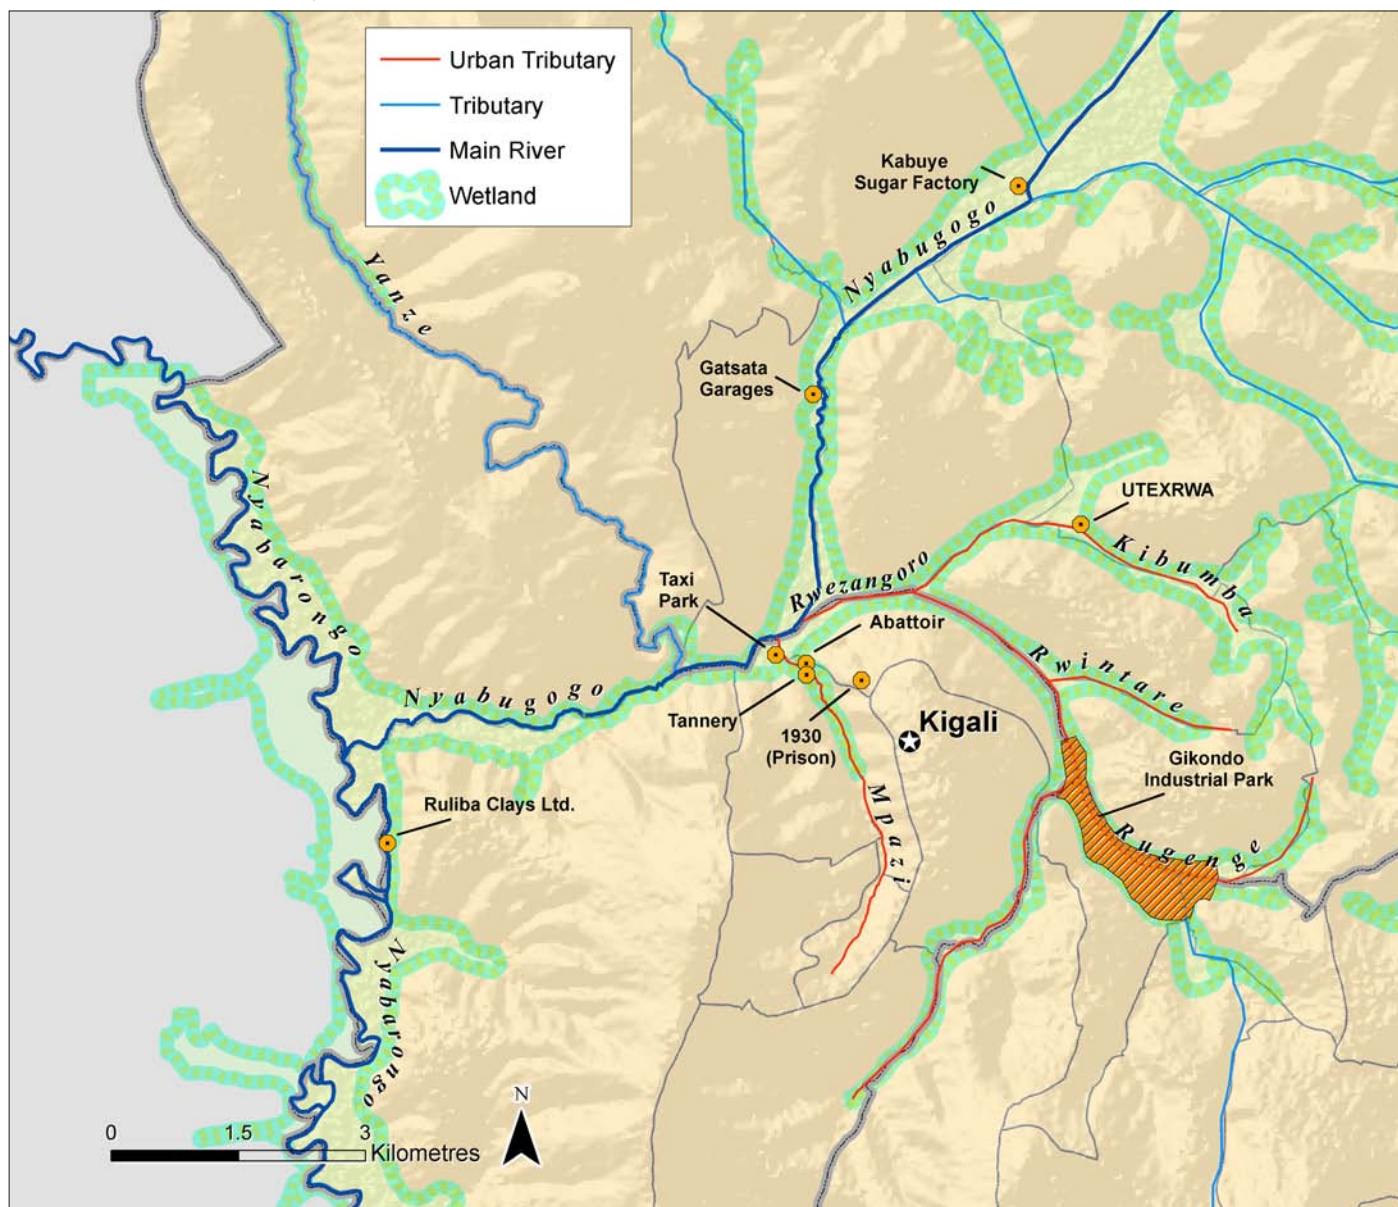 Urban Tributary
Tributary
Main River
Wetland
Kabuye
Sugar Factory
Nyabugogo
Yanze
Gatsata
Garages
Nyabarongo
UTEXRWA
Kibumba
Rwezangoro
Taxi
Park
Abattoir
Rwintare
Nyabugogo
Tannery
1930
(Prison)
Kigali
Gikondo
Industrial Park
Ruliba Clays Ltd.
Mpazi
Rugenge
Nyabarongo
N
0 1.5 3
Kilometres